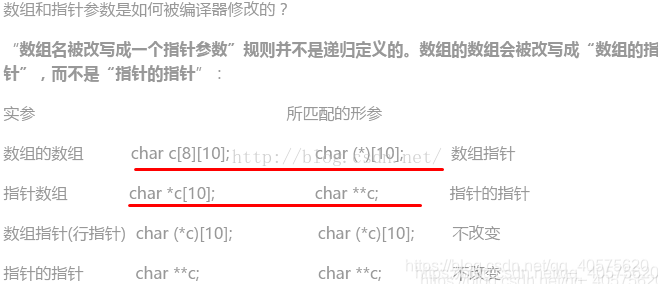 数组和指针参数是如何被编译器修改的？
“数组名被改写成一个指针参数”规则并不是递归定义的。数组的数组会被改写成“数组的指
针”，而不是“指针的指针”：
实参 所匹配的形参
数组的数组 char c[8][10]; char (*)[10]; 数组指针
http://blog.csdn.net/
指针数组 char *c[10]; char **c; 指针的指针
数组指针(行指针) char (*c)[10]; char (*c)[10]; 不改变
指针的指针 char **c; char **c; 不改变
https://blog.csdn.net/qq_40575620